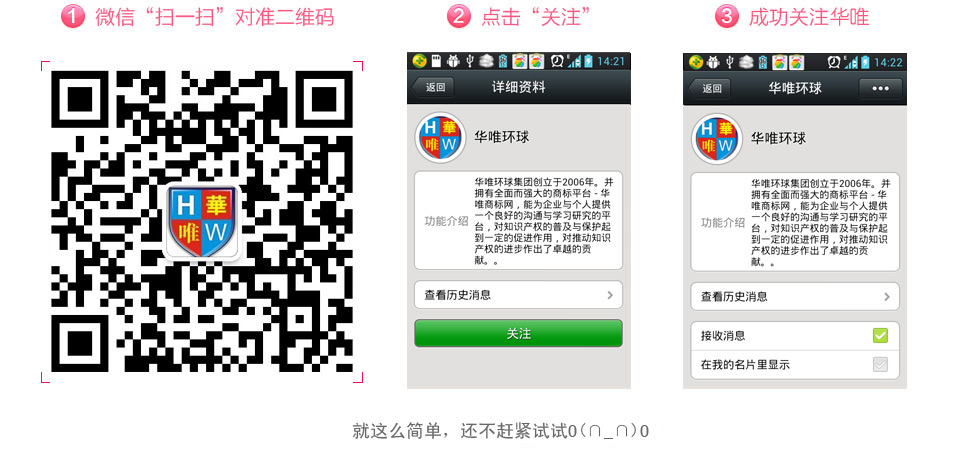 1 微信“扫一扫”对准二维码
H 華
唯 W
2 点击“关注”
14:21
返回 详细资料
H 華
唯 W
华唯环球
功能介绍
华唯环球集团创立于2006年。并
拥有全面而强大的商标平台 - 华
唯商标网，能为企业与个人提供
一个良好的沟通与学习研究的平
台，对知识产权的普及与保护起
到一定的促进作用，对推动知识
产权的进步作出了卓越的贡
献。。
查看历史消息
关注
3 成功关注华唯
14:22
返回 华唯环球
H 華
唯 W
华唯环球
功能介绍
华唯环球集团创立于2006年。并
拥有全面而强大的商标平台 - 华
唯商标网，能为企业与个人提供
一个良好的沟通与学习研究的平
台，对知识产权的普及与保护起
到一定的促进作用，对推动知识
产权的进步作出了卓越的贡
献。。
查看历史消息
接收消息
在我的名片里显示
就这么简单，还不赶紧试试O(∩_∩)O